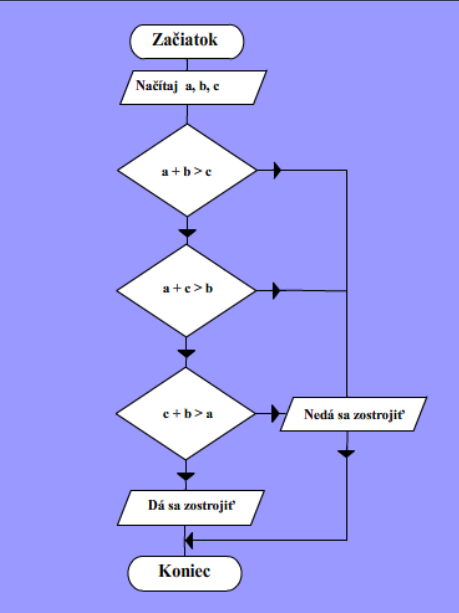 Začiatok
Načítaj a, b, c
a + b > c
a + c > b
c + b > a
Nedá sa zostrojiť
Dá sa zostrojiť
Koniec